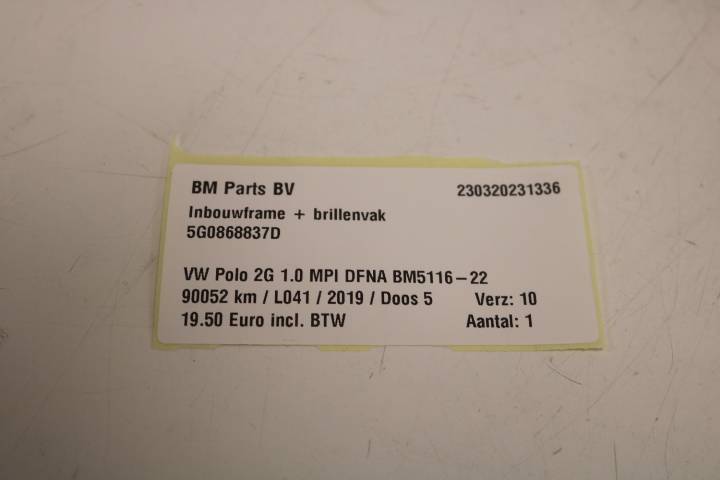 BM Parts BV 230320231336
Inbouwframe + brillenvak
5G0868837D
VW Polo 2G 1.0 MPI DFNA BM5116-22
90052 km / L041 / 2019 / Doos 5 Verz: 10
19.50 Euro incl. BTW Aantal: 1